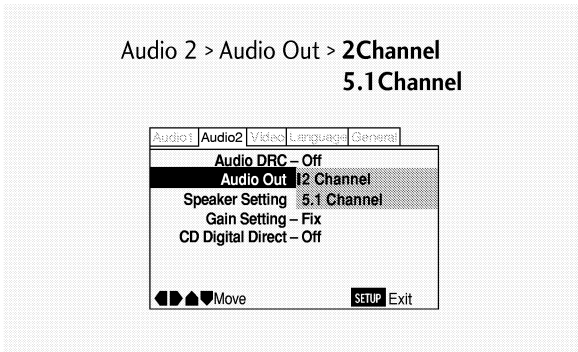 Audio 2 > Audio Out > 2Channel
5.1Channel
Audio1 Audio2 Video Language General
Audio DRC – Off
Audio Out 2 Channel
Speaker Setting 5.1 Channel
Gain Setting – Fix
CD Digital Direct – Off
Move SETUP Exit